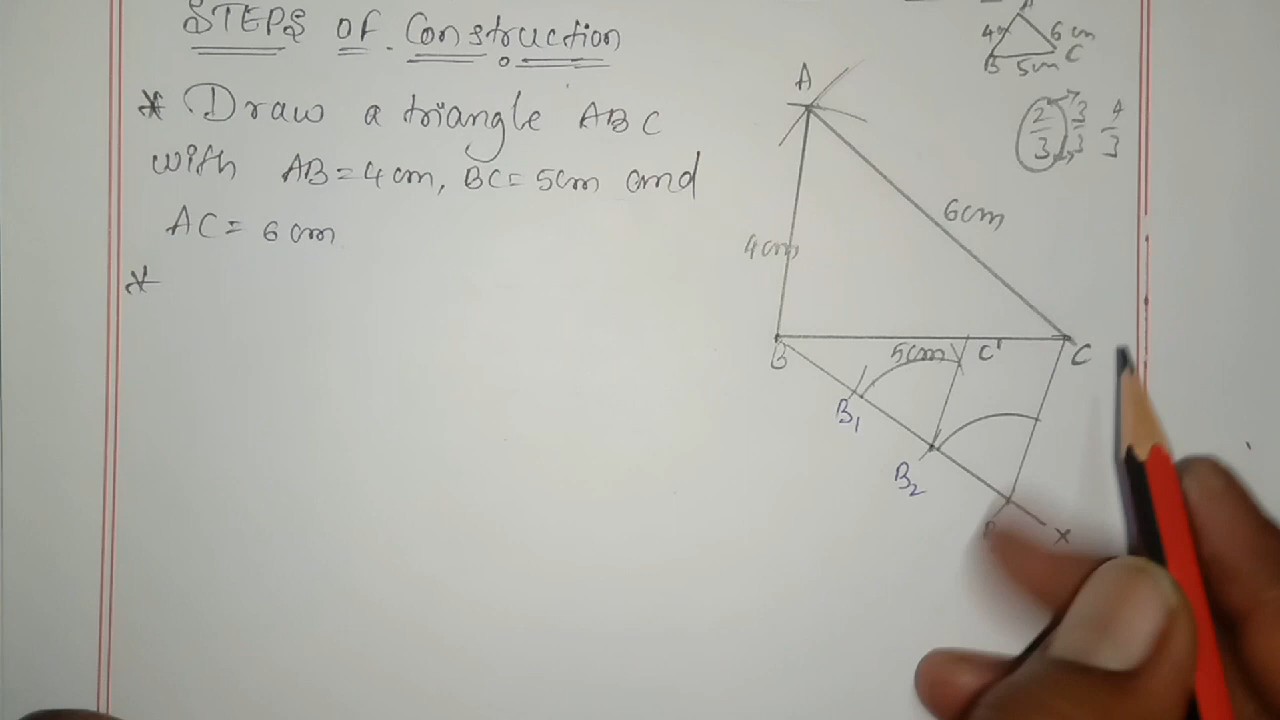 STEPS of Construction
* Draw a triangle ABC
with AB = 4 cm, BC = 5cm and
AC = 6 cm
*
4 6 cm
B 5cm C
2/3 3/3 4/3
A
6cm
4cm
B 5cm C' C
B1
B2
X